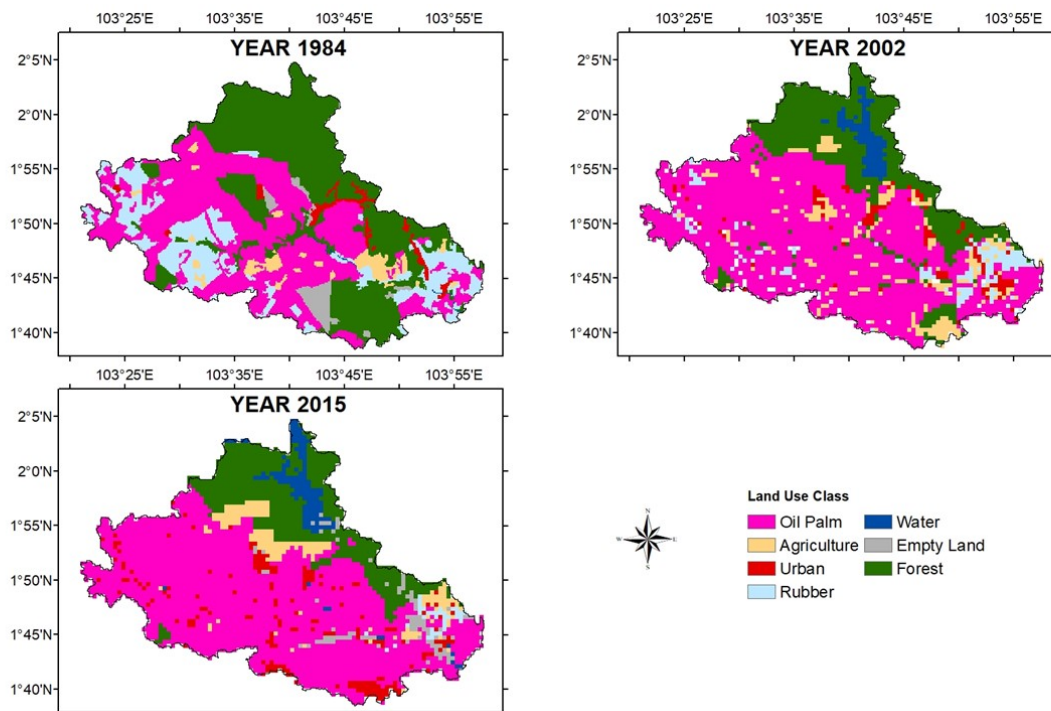 103°25'E 103°35'E 103°45'E 103°55'E
YEAR 1984
2°5'N
2°0'N
1°55'N
1°50'N
1°45'N
1°40'N
103°25'E 103°35'E 103°45'E 103°55'E
YEAR 2002
2°5'N
2°0'N
1°55'N
1°50'N
1°45'N
1°40'N
103°25'E 103°35'E 103°45'E 103°55'E
YEAR 2015
2°5'N
2°0'N
1°55'N
1°50'N
1°45'N
1°40'N
N
W E
S
Land Use Class
Oil Palm Water
Agriculture Empty Land
Urban Forest
Rubber